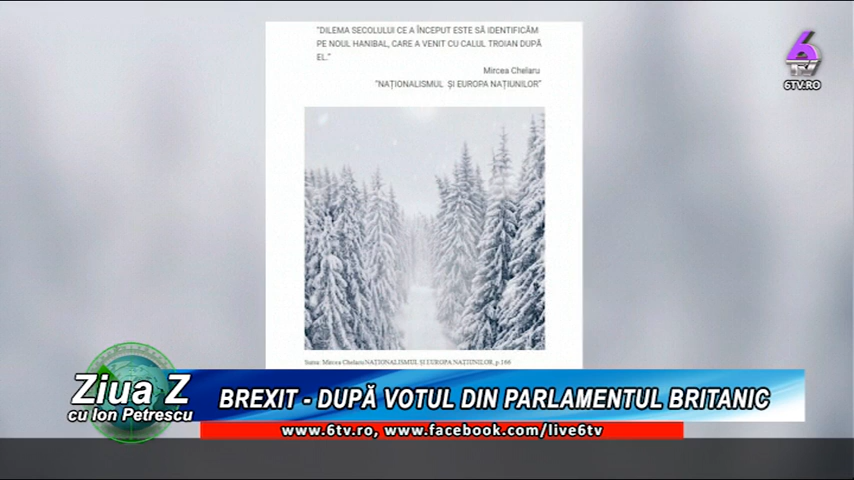 "DILEMA SECOLULUI CE A ÎNCEPUT ESTE SĂ IDENTIFICĂM
PE NOUL HANIBAL, CARE A VENIT CU CALUL TROIAN DUPĂ
EL."
Mircea Chelaru
"NAȚIONALISMUL ȘI EUROPA NAȚIUNILOR"
6
TV
6TV.RO
Sursa: Mircea Chelaru NAȚIONALISMUL ȘI EUROPA NAȚIUNILOR, p.166
Ziua Z
cu Ion Petrescu
BREXIT - DUPĂ VOTUL DIN PARLAMENTUL BRITANIC
www.6tv.ro, www.facebook.com/live6tv